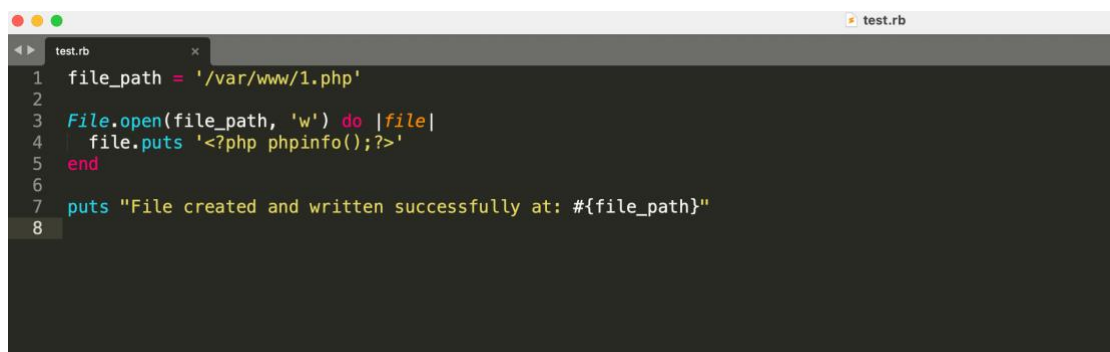 test.rb
test.rb ×
1 file_path = '/var/www/1.php'
2
3 File.open(file_path, 'w') do |file|
4   file.puts '<?php phpinfo();?>'
5 end
6
7 puts "File created and written successfully at: #{file_path}"
8